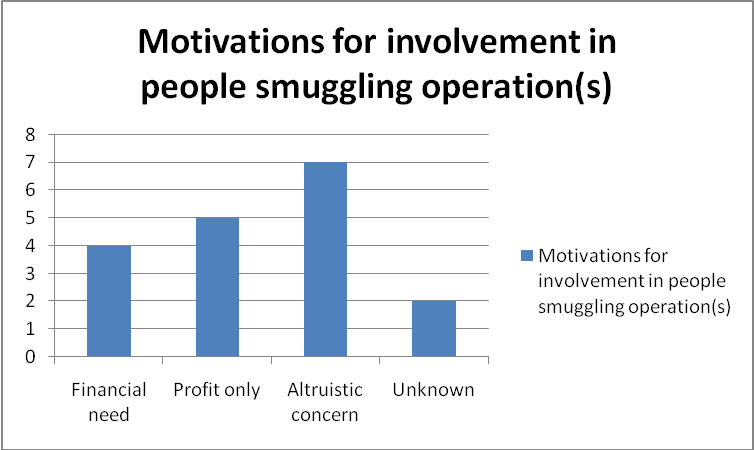 Motivations for involvement in
people smuggling operation(s)
8
7
6
5
4
3
2
1
0
Financial need
Profit only
Altruistic concern
Unknown
Motivations for
involvement in people
smuggling operation(s)